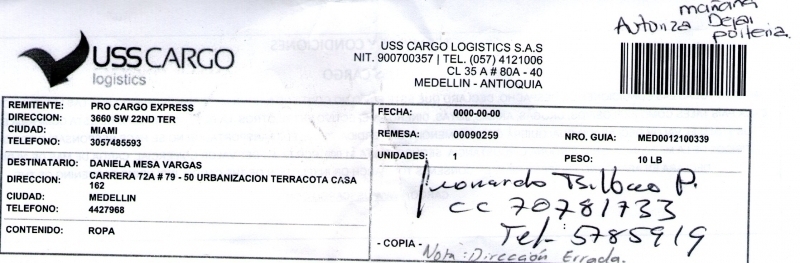 mañana
Autoriza Dejar
porteria.
USSCARGO
logistics
USS CARGO LOGISTICS S.A.S
NIT. 900700357 | TEL. (057) 4121006
CL 35 A # 80A - 40
MEDELLIN - ANTIOQUIA
REMITENTE: PRO CARGO EXPRESS
DIRECCION: 3660 SW 22ND TER
CIUDAD: MIAMI
TELEFONO: 3057485593
FECHA: 0000-00-00
REMESA: 00090259 NRO. GUIA: MED0012100339
UNIDADES: 1 PESO: 10 LB
DESTINATARIO: DANIELA MESA VARGAS
DIRECCION: CARRERA 72A # 79 - 50 URBANIZACION TERRACOTA CASA
162
CIUDAD: MEDELLIN
TELEFONO: 4427968
CONTENIDO: ROPA
Leonardo Bilbao P.
CC 70781733
Tel: 5785919
- COPIA -
Nota: Dirección Errada.